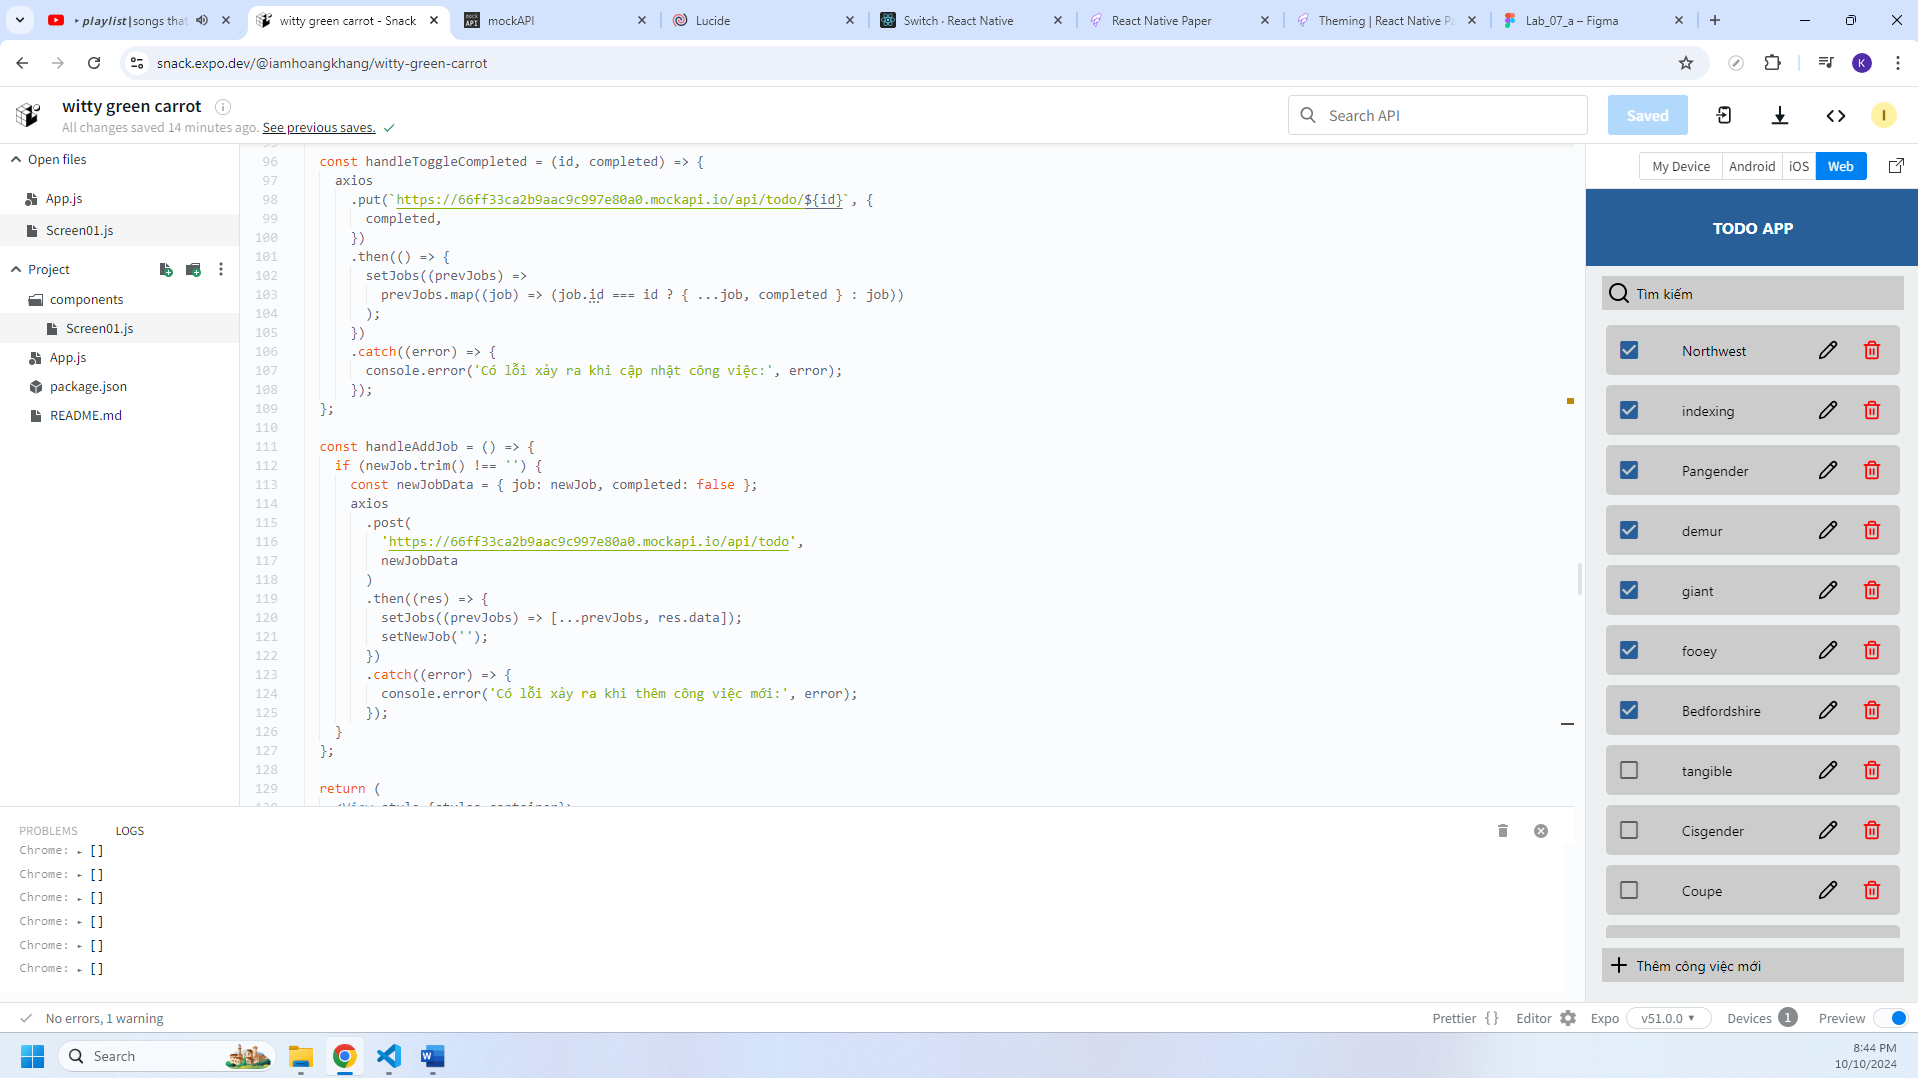 playlist|songs that
witty green carrot - Snack
mockAPI
Lucide
Switch · React Native
React Native Paper
Theming | React Native Pa
Lab_07_a – Figma
snack.expo.dev/@iamhoangkhang/witty-green-carrot
K
witty green carrot
All changes saved 14 minutes ago. See previous saves.
Search API
Saved
I
Open files
App.js
Screen01.js
Project
components
Screen01.js
App.js
package.json
README.md
96 const handleToggleCompleted = (id, completed) => {
97 axios
98 .put(`https://66ff33ca2b9aac9c997e80a0.mockapi.io/api/todo/${id}`, {
99 completed,
100 })
101 .then(() => {
102 setJobs((prevJobs) =>
103 prevJobs.map((job) => (job.id === id ? { ...job, completed } : job))
104 );
105 })
106 .catch((error) => {
107 console.error('Có lỗi xảy ra khi cập nhật công việc:', error);
108 });
109 };
110
111 const handleAddJob = () => {
112 if (newJob.trim() !== '') {
113 const newJobData = { job: newJob, completed: false };
114 axios
115 .post(
116 'https://66ff33ca2b9aac9c997e80a0.mockapi.io/api/todo',
117 newJobData
118 )
119 .then((res) => {
120 setJobs((prevJobs) => [...prevJobs, res.data]);
121 setNewJob('');
122 })
123 .catch((error) => {
124 console.error('Có lỗi xảy ra khi thêm công việc mới:', error);
125 });
126 }
127 };
128
129 return (
My Device Android iOS Web
TODO APP
Tìm kiếm
Northwest
indexing
Pangender
demur
giant
fooey
Bedfordshire
tangible
Cisgender
Coupe
Thêm công việc mới
PROBLEMS LOGS
Chrome: []
Chrome: []
Chrome: []
Chrome: []
Chrome: []
Chrome: []
No errors, 1 warning
Prettier { } Editor Expo v51.0.0 Devices 1 Preview
Search
8:44 PM
10/10/2024